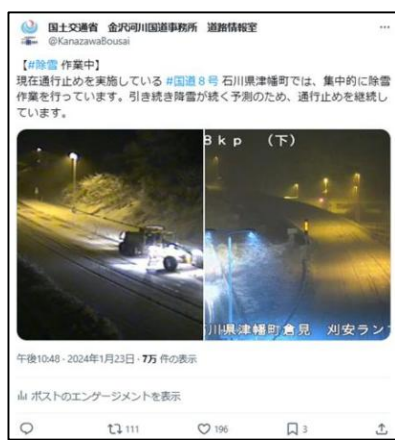 国土交通省 金沢河川国道事務所 道路情報室
@KanazawaBousai
【#除雪 作業中】
現在通行止めを実施している #国道８号 石川県津幡町では、集中的に除雪
作業を行っています。引き続き降雪が続く予測のため、通行止めを継続し
ています。
8kp （下）
石川県津幡町倉見 刈安ランプ
午後10:48 · 2024年1月23日 · 7万 件の表示
ポストのエンゲージメントを表示
111 196 3